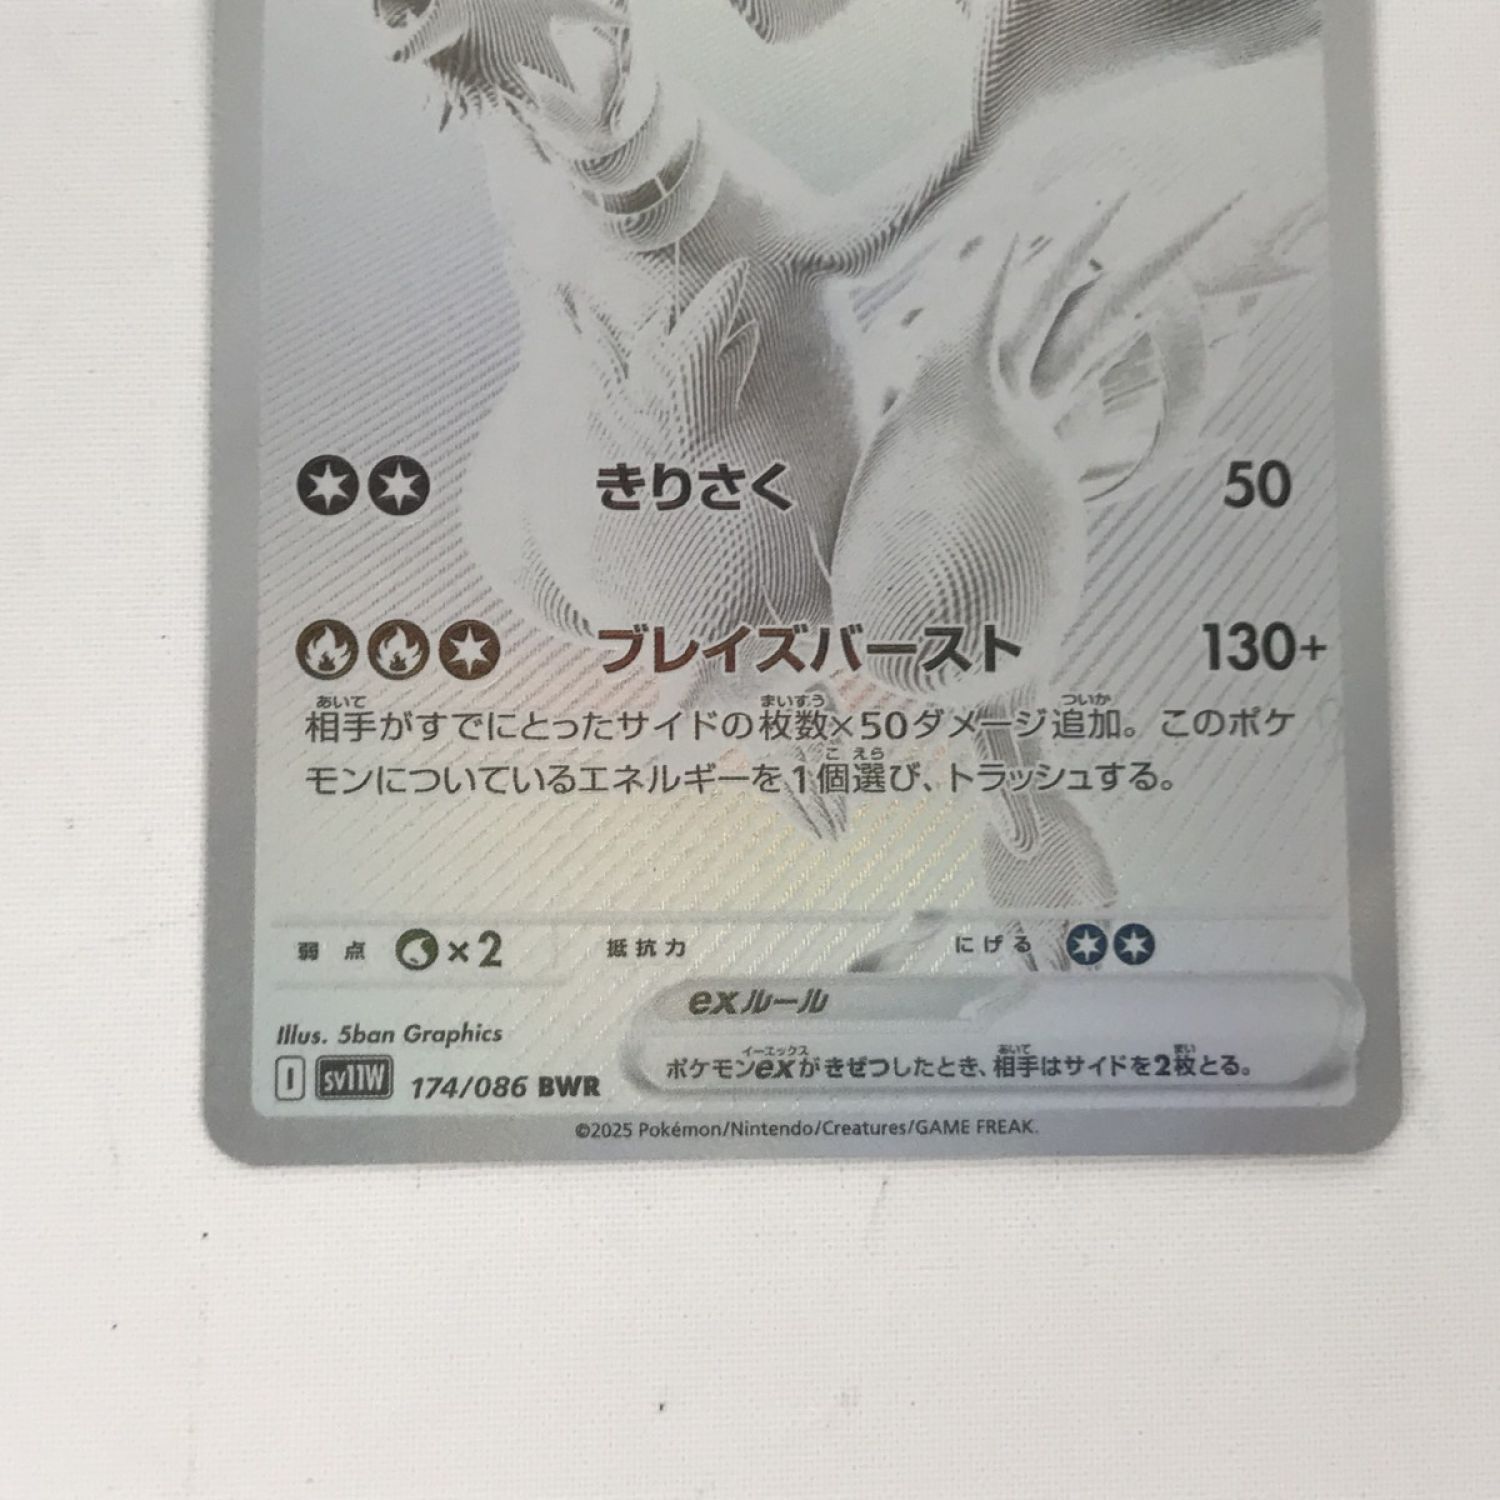 きりさく 50
ブレイズバースト 130+
あいて まいすう ついか
相手がすでにとったサイドの枚数×50ダメージ追加。このポケ
こ えら
モンについているエネルギーを1個選び、トラッシュする。
弱点 ×2 抵抗力 にげる
exルール
Illus. 5ban Graphics
イーエックス あいて まい
ポケモンexがきぜつしたとき、相手はサイドを2枚とる。
I SV11W 174/086 BWR
©2025 Pokémon/Nintendo/Creatures/GAME FREAK.